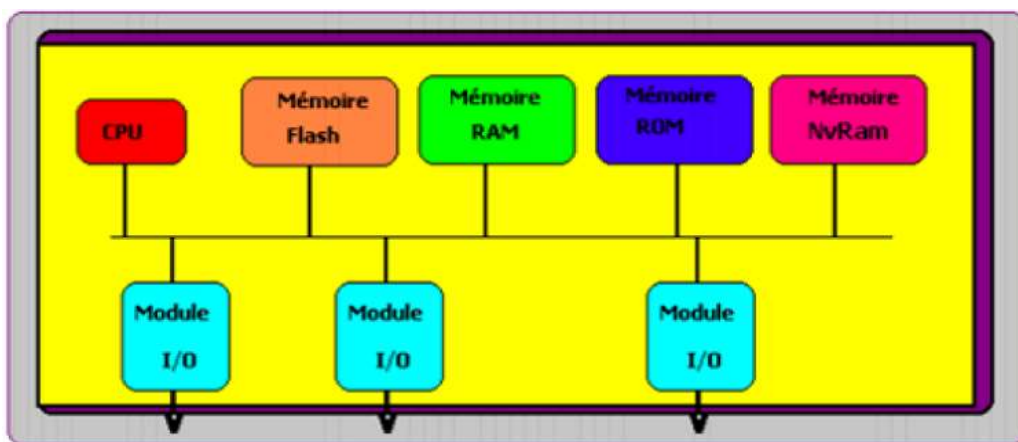 CPU
Mémoire
Flash
Mémoire
RAM
Mémoire
ROM
Mémoire
NvRam
Module
I/O
Module
I/O
Module
I/O